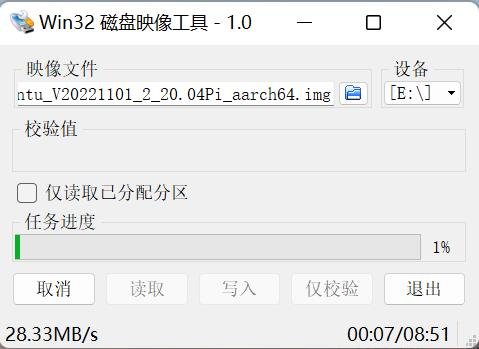 Win32 磁盘映像工具 - 1.0
映像文件
设备
ntu_V20221101_2_20.04Pi_aarch64.img
[E:\]
校验值
仅读取已分配分区
任务进度
1%
取消
读取
写入
仅校验
退出
28.33MB/s
00:07/08:51